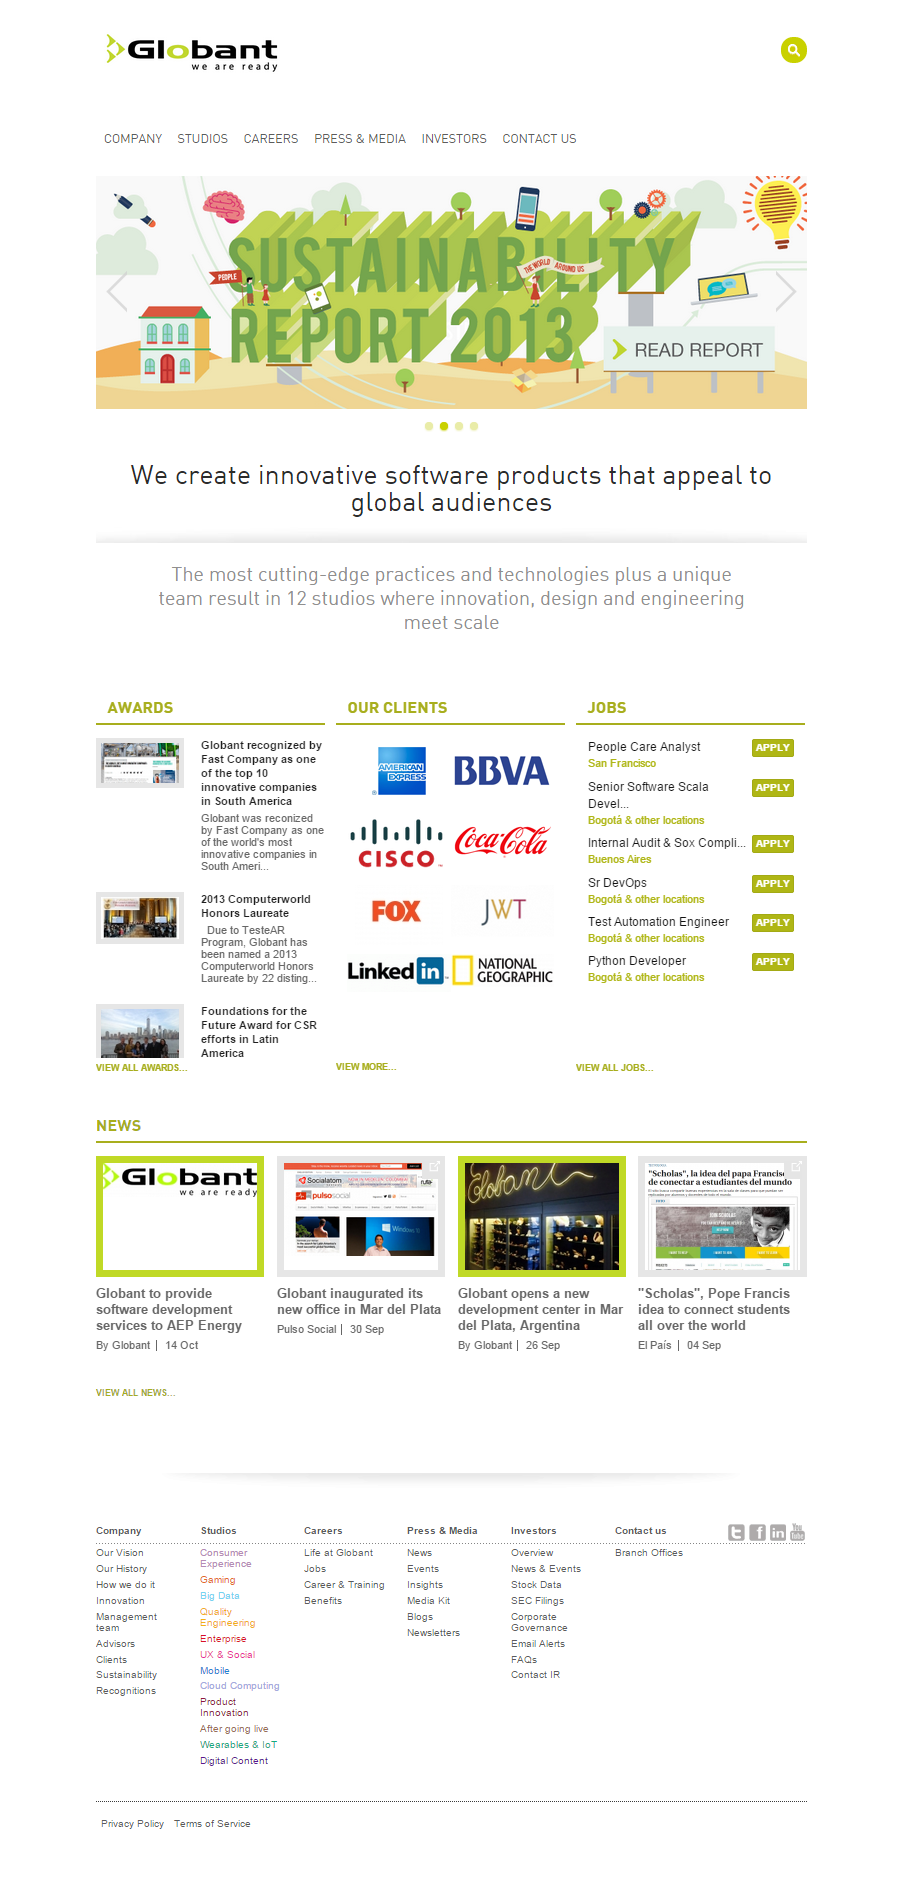 Globant
we are ready
COMPANY STUDIOS CAREERS PRESS & MEDIA INVESTORS CONTACT US
SUSTAINABILITY
PEOPLE
THE WORLD AROUND US
REPORT 2013
READ REPORT
We create innovative software products that appeal to
global audiences
The most cutting-edge practices and technologies plus a unique
team result in 12 studios where innovation, design and engineering
meet scale
AWARDS
Globant recognized by
Fast Company as one
of the top 10
innovative companies
in South America
Globant was reconized
by Fast Company as one
of the world's most
innovative companies in
South Ameri...
2013 Computerworld
Honors Laureate
Due to TesteAR
Program, Globant has
been named a 2013
Computerworld Honors
Laureate by 22 disting...
Foundations for the
Future Award for CSR
efforts in Latin
America
VIEW ALL AWARDS...
OUR CLIENTS
AMERICAN EXPRESS
BBVA
CISCO
Coca-Cola
FOX
JWT
LinkedIn
NATIONAL GEOGRAPHIC
VIEW MORE...
JOBS
People Care Analyst APPLY
San Francisco
Senior Software Scala APPLY
Devel...
Bogotá & other locations
Internal Audit & Sox Compli... APPLY
Buenos Aires
Sr DevOps APPLY
Bogotá & other locations
Test Automation Engineer APPLY
Bogotá & other locations
Python Developer APPLY
Bogotá & other locations
VIEW ALL JOBS...
NEWS
Globant
we are ready
Globant to provide
software development
services to AEP Energy
By Globant | 14 Oct
Socialatom
pulsosocial
Windows
Globant inaugurated its
new office in Mar del Plata
Pulso Social | 30 Sep
Globant
Globant opens a new
development center in Mar
del Plata, Argentina
By Globant | 26 Sep
"Scholas", la idea del papa Francisc
de conectar a estudiantes del mundo
"Scholas", Pope Francis
idea to connect students
all over the world
El País | 04 Sep
VIEW ALL NEWS...
Company
Our Vision
Our History
How we do it
Innovation
Management
team
Advisors
Clients
Sustainability
Recognitions
Studios
Consumer
Experience
Gaming
Big Data
Quality
Engineering
Enterprise
UX & Social
Mobile
Cloud Computing
Product
Innovation
After going live
Wearables & IoT
Digital Content
Careers
Life at Globant
Jobs
Career & Training
Benefits
Press & Media
News
Events
Insights
Media Kit
Blogs
Newsletters
Investors
Overview
News & Events
Stock Data
SEC Filings
Corporate
Governance
Email Alerts
FAQs
Contact IR
Contact us
Branch Offices
You
Tube
Privacy Policy Terms of Service